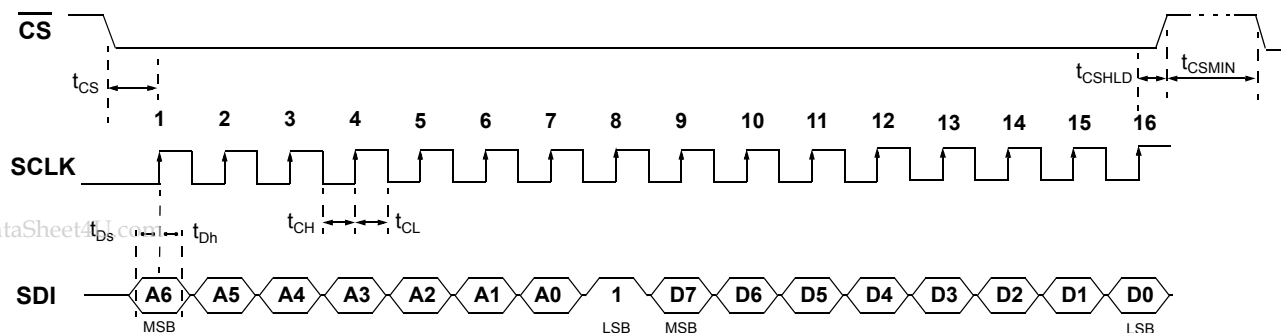 CS
tCS
tCSHLD
tCSMIN
1 2 3 4 5 6 7 8 9 10 11 12 13 14 15 16
SCLK
tCH
tCL
taSheet4U.com
tDs
tDh
SDI
A6 A5 A4 A3 A2 A1 A0 1 D7 D6 D5 D4 D3 D2 D1 D0
MSB LSB MSB LSB